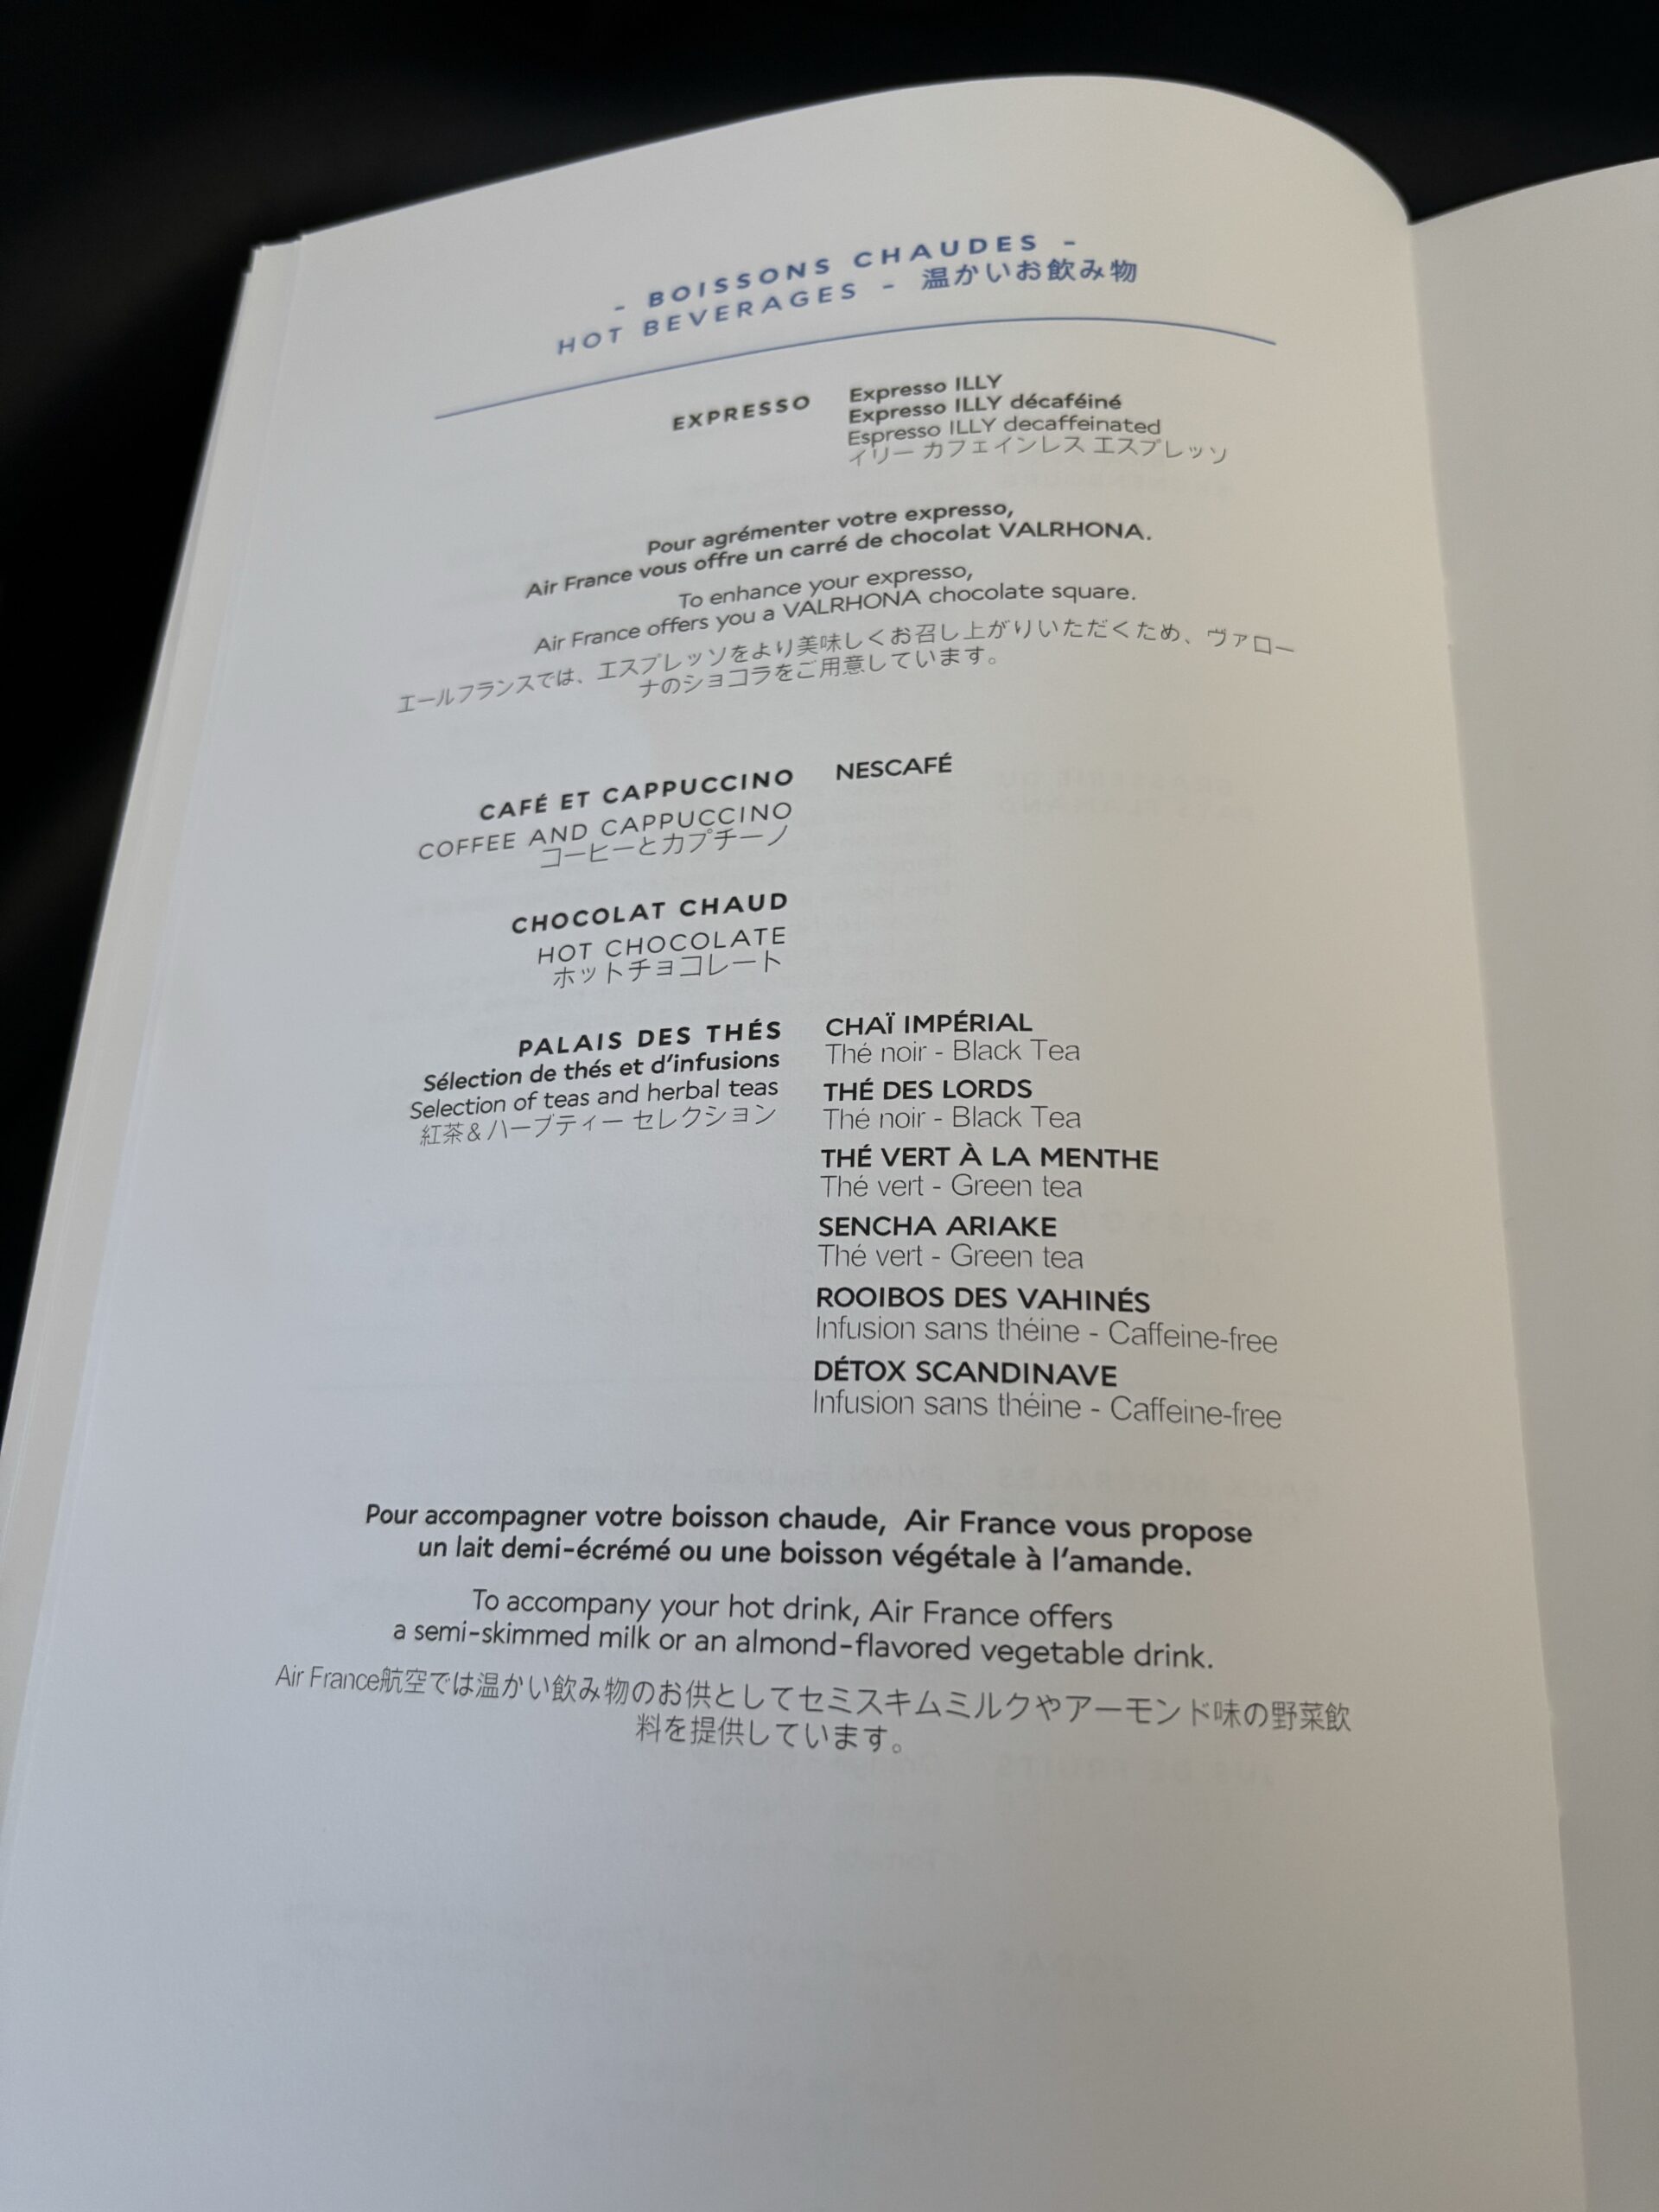 - BOISSONS CHAUDES -
HOT BEVERAGES - 温かいお飲み物
EXPRESSO
Expresso ILLY
Expresso ILLY décaféiné
Espresso ILLY decaffeinated
イリー カフェインレス エスプレッソ
Pour agrémenter votre expresso,
Air France vous offre un carré de chocolat VALRHONA.
To enhance your expresso,
Air France offers you a VALRHONA chocolate square.
エールフランスでは、エスプレッソをより美味しくお召し上がりいただくため、ヴァロー
ナのショコラをご用意しています。
CAFÉ ET CAPPUCCINO NESCAFÉ
COFFEE AND CAPPUCCINO
コーヒーとカプチーノ
CHOCOLAT CHAUD
HOT CHOCOLATE
ホットチョコレート
PALAIS DES THÉS
Sélection de thés et d'infusions
Selection of teas and herbal teas
紅茶＆ハーブティー セレクション
CHAÏ IMPÉRIAL
Thé noir - Black Tea
THÉ DES LORDS
Thé noir - Black Tea
THÉ VERT À LA MENTHE
Thé vert - Green tea
SENCHA ARIAKE
Thé vert - Green tea
ROOIBOS DES VAHINÉS
Infusion sans théine - Caffeine-free
DÉTOX SCANDINAVE
Infusion sans théine - Caffeine-free
Pour accompagner votre boisson chaude, Air France vous propose
un lait demi-écrémé ou une boisson végétale à l'amande.
To accompany your hot drink, Air France offers
a semi-skimmed milk or an almond-flavored vegetable drink.
Air France航空では温かい飲み物のお供としてセミスキムミルクやアーモンド味の野菜飲
料を提供しています。